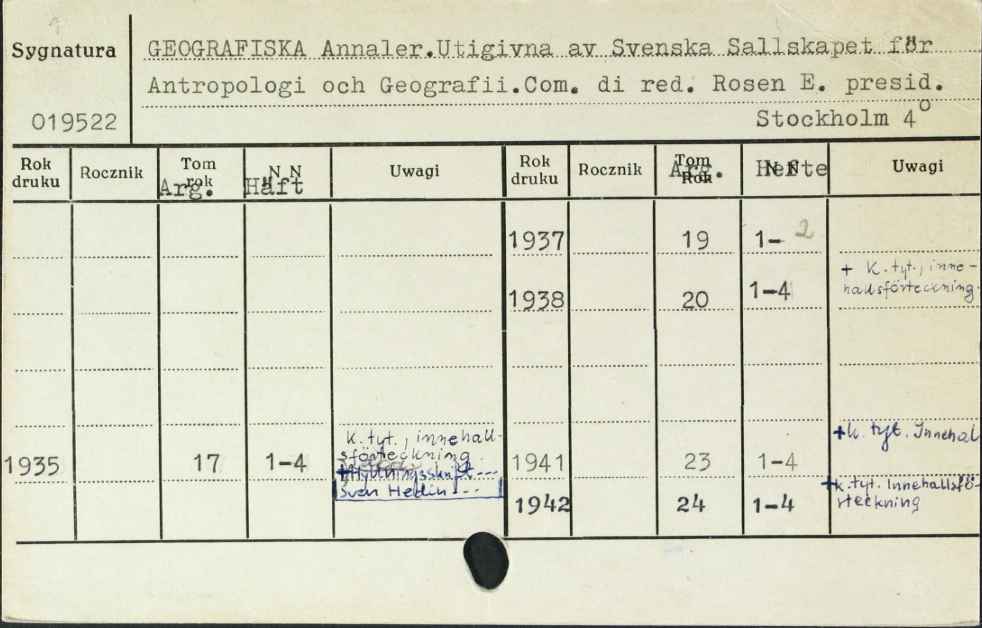 Sygnatura
GEOGRAFISKA Annaler.Utigivna av Svenska Sallskapet för
Antropologi och Geografii.Com. di red. Rosen E. presid.
019522
Stockholm 4°
Rok druku Rocznik Tom rok N N Uwagi Rok druku Rocznik Tom Rok N N Uwagi
Arg. Häft Arg. Hefte
1937 19 1-2
1938 20 1-4 + k. tyt., inne-
hallsförteckning.
1935 17 1-4 k. tyt., innehall-
sförteckning.
+Hyllningsskrift---
Sven Hedin---
1941 23 1-4 +k. tyt. Innehal
1942 24 1-4 +k. tyt. Innehallsfö-
rteckning